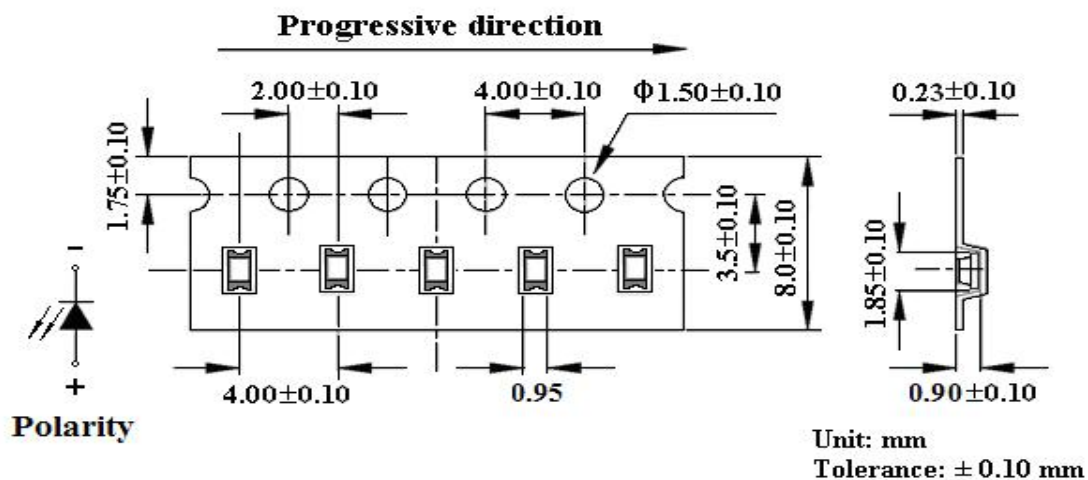 Progressive direction
2.00±0.10
4.00±0.10
ϕ1.50±0.10
0.23±0.10
1.75±0.10
3.5±0.10
8.0±0.10
1.85±0.10
-
+
Polarity
4.00±0.10
0.95
0.90±0.10
Unit: mm
Tolerance: ± 0.10 mm